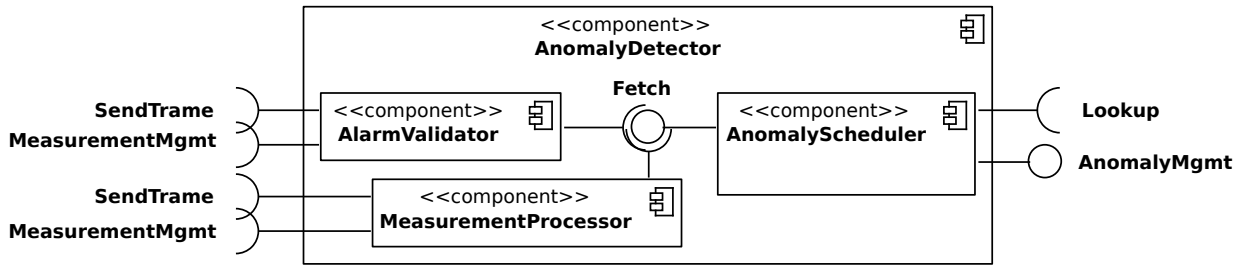 <<component>>
AnomalyDetector
Fetch
SendTrame
MeasurementMgmt
<<component>>
AlarmValidator
<<component>>
AnomalyScheduler
Lookup
AnomalyMgmt
SendTrame
MeasurementMgmt
<<component>>
MeasurementProcessor